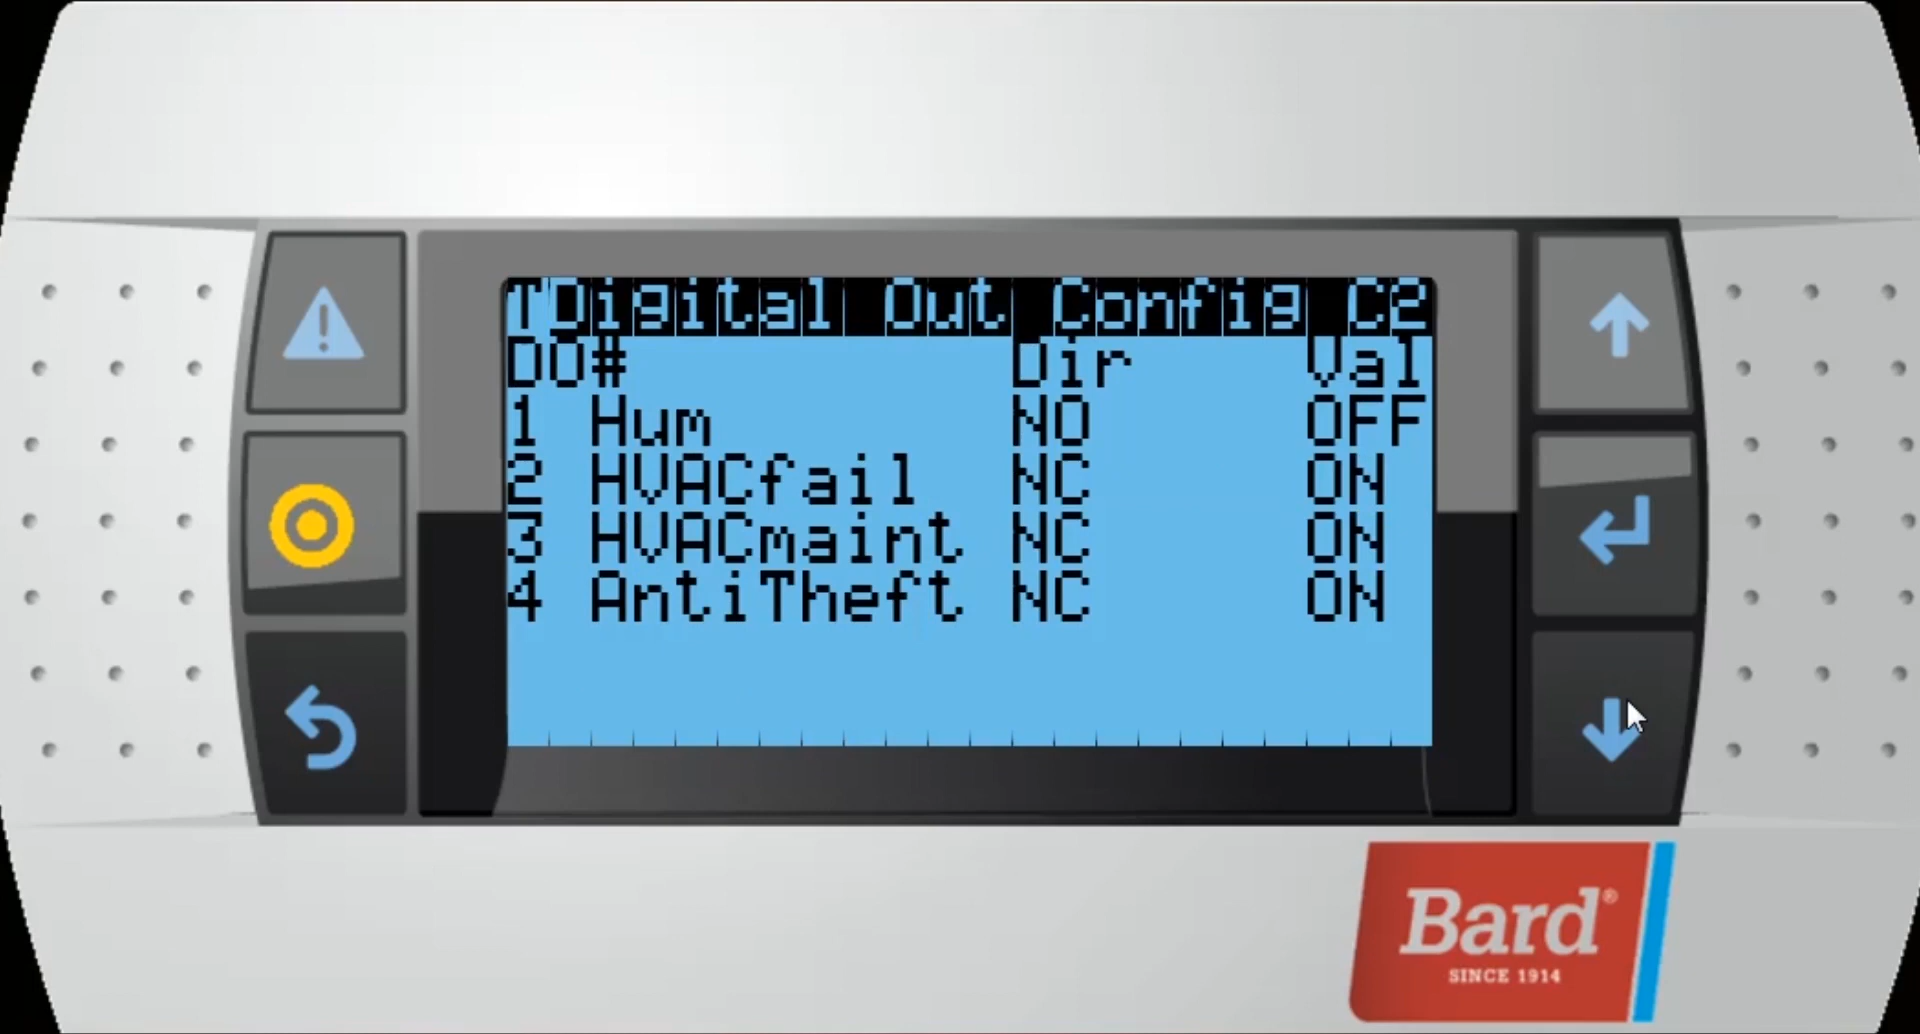 TDigital Out Config C2
DO# Dir Val
1 Hum NO OFF
2 HVACfail NC ON
3 HVACmaint NC ON
4 AntiTheft NC ON
Bard®
SINCE 1914